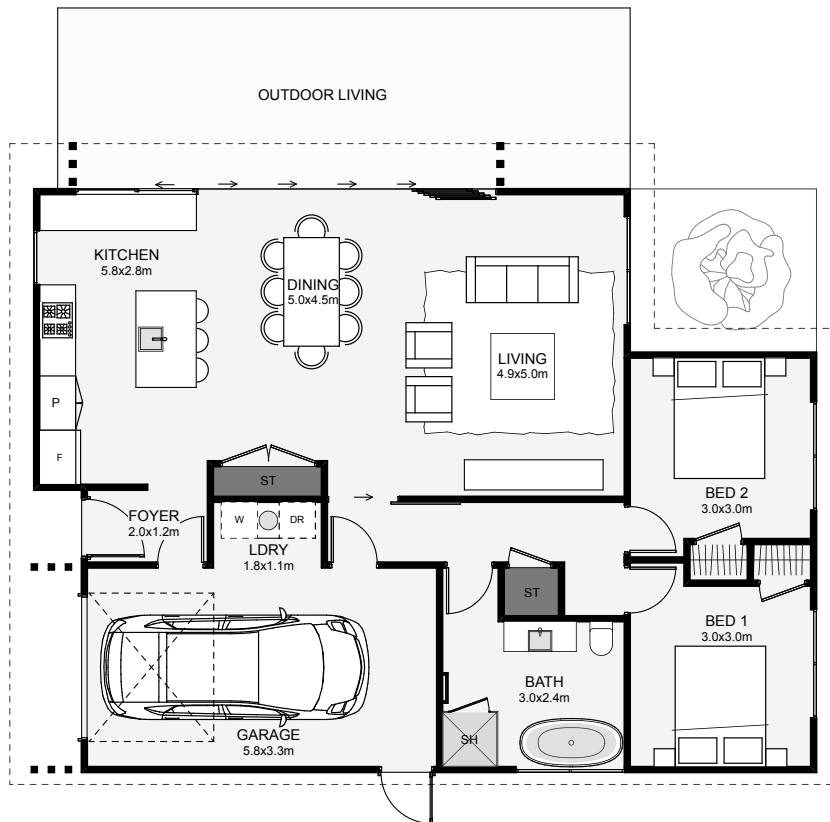 OUTDOOR LIVING
KITCHEN
5.8x2.8m
DINING
5.0x4.5m
LIVING
4.9x5.0m
P
F
ST
FOYER
2.0x1.2m
W
DR
LDRY
1.8x1.1m
BED 2
3.0x3.0m
ST
BED 1
3.0x3.0m
BATH
3.0x2.4m
SH
GARAGE
5.8x3.3m